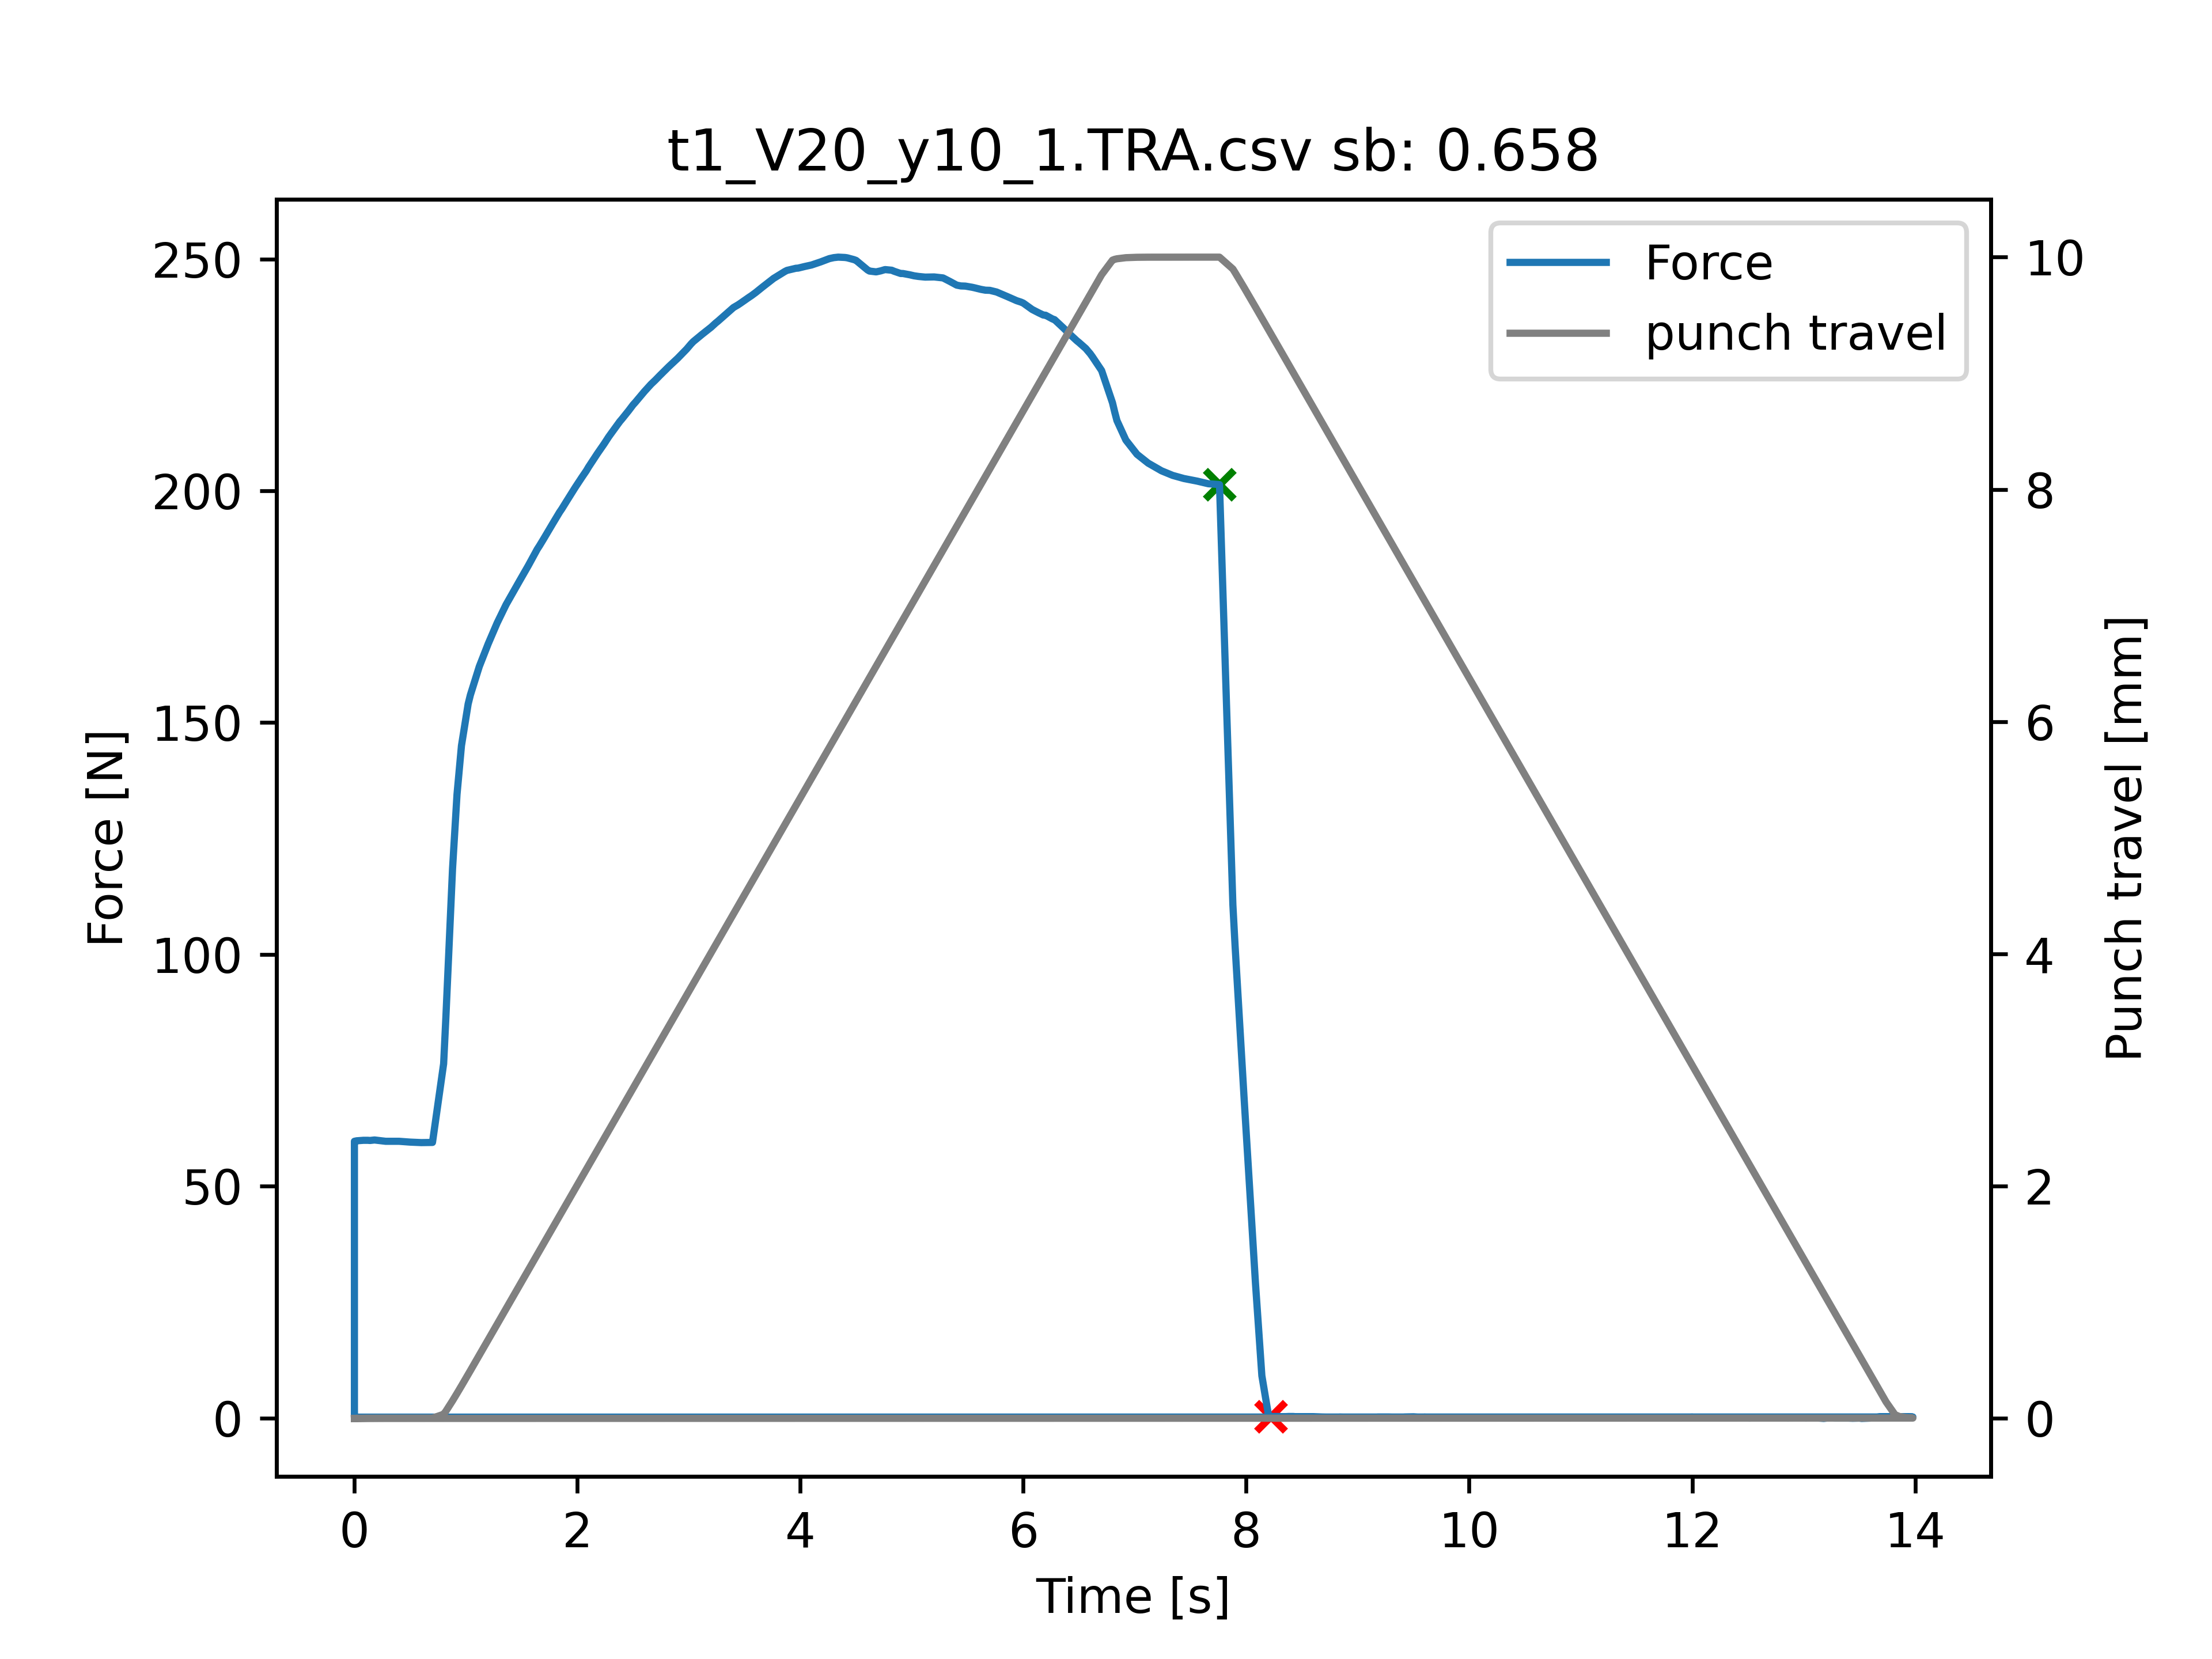 t1_V20_y10_1.TRA.csv sb: 0.658
Force
punch travel
Force [N]
250
200
150
100
50
0
10
8
6
4
2
0
Punch travel [mm]
0 2 4 6 8 10 12 14
Time [s]